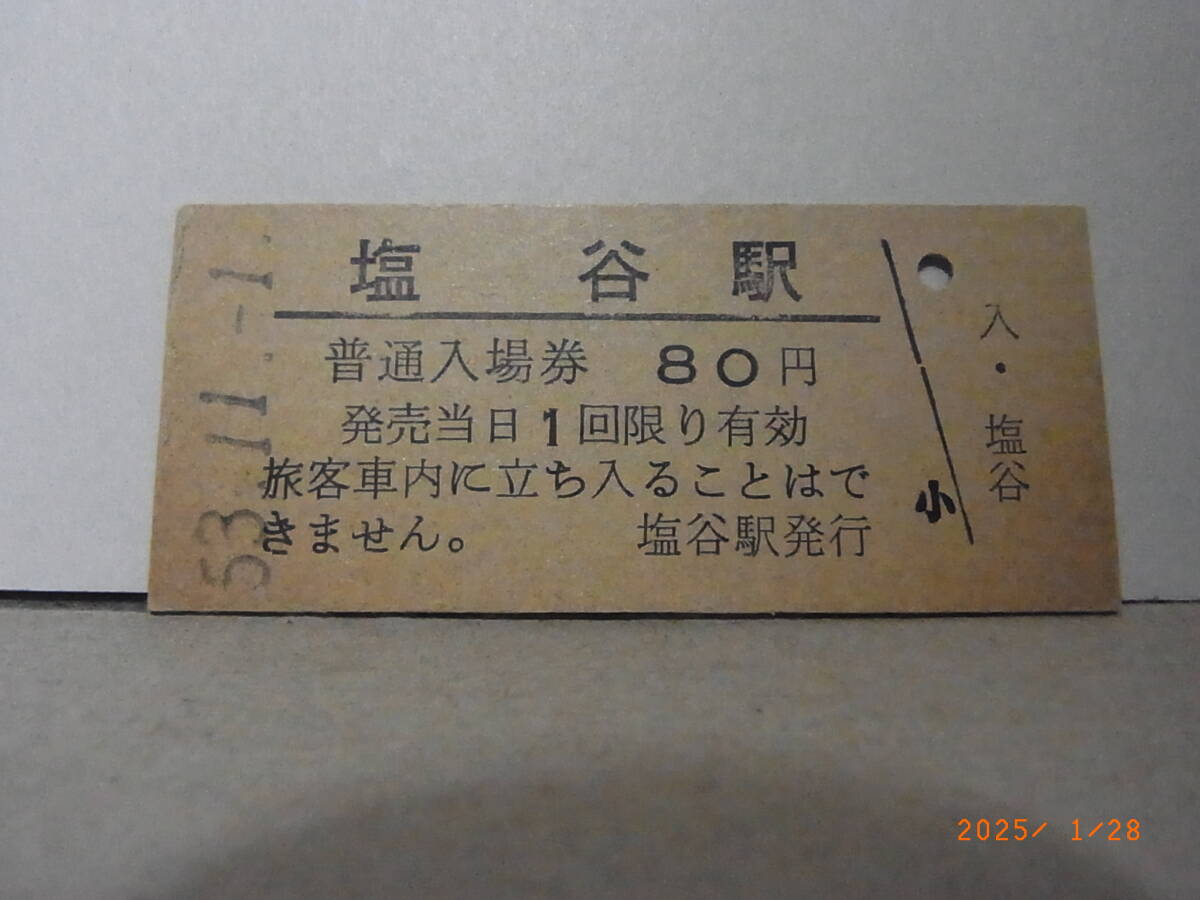 53.11.-1.
塩谷駅
普通入場券 80円
発売当日1回限り有効
旅客車内に立ち入ることはで
きません。 塩谷駅発行
小
入・塩谷
2025/ 1/28